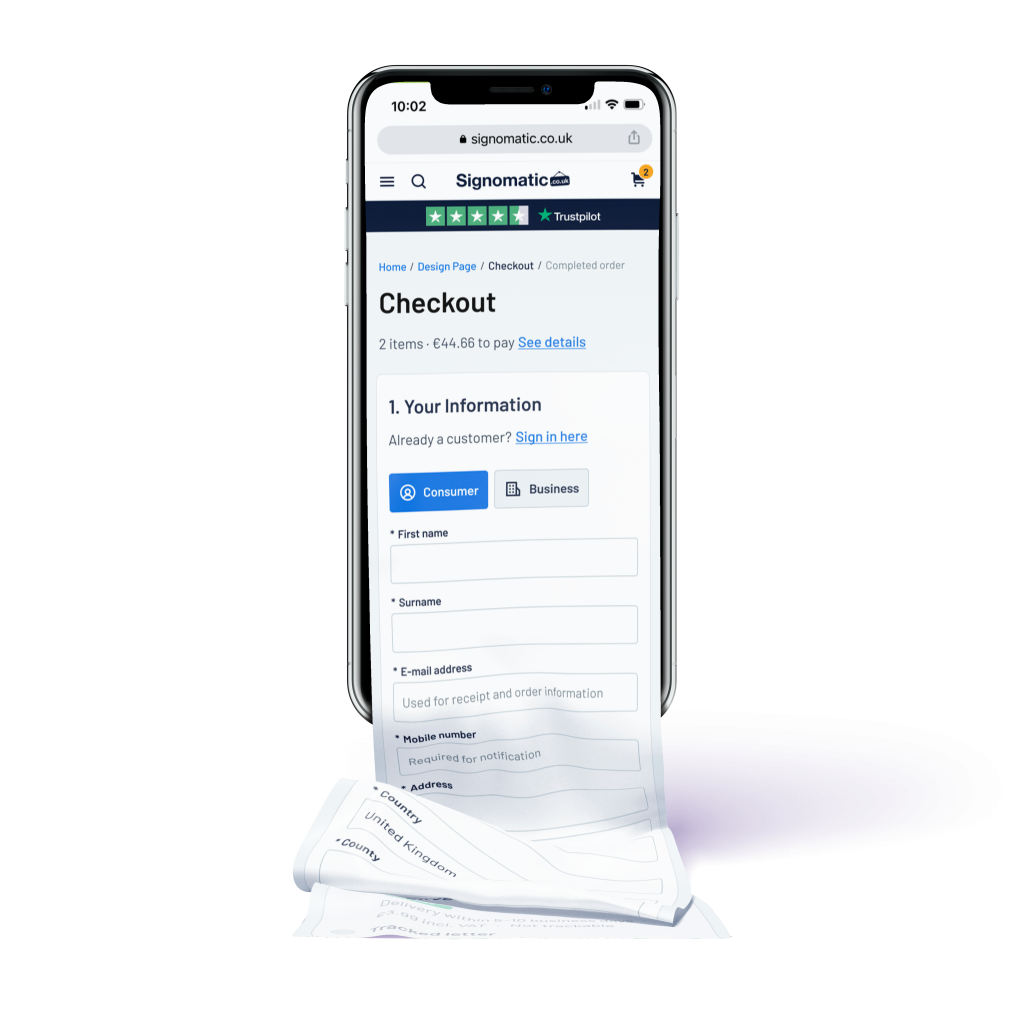 10:02
signomatic.co.uk
Signomatic .co.uk
2
Trustpilot
Home / Design Page / Checkout / Completed order
Checkout
2 items · €44.66 to pay See details
1. Your Information
Already a customer? Sign in here
Consumer Business
* First name
* Surname
* E-mail address
Used for receipt and order information
* Mobile number
Required for notification
* Address
* Country
United Kingdom
* County
Delivery within 5-10 business
£3.99 incl. VAT · Not trackable
Tracked letter